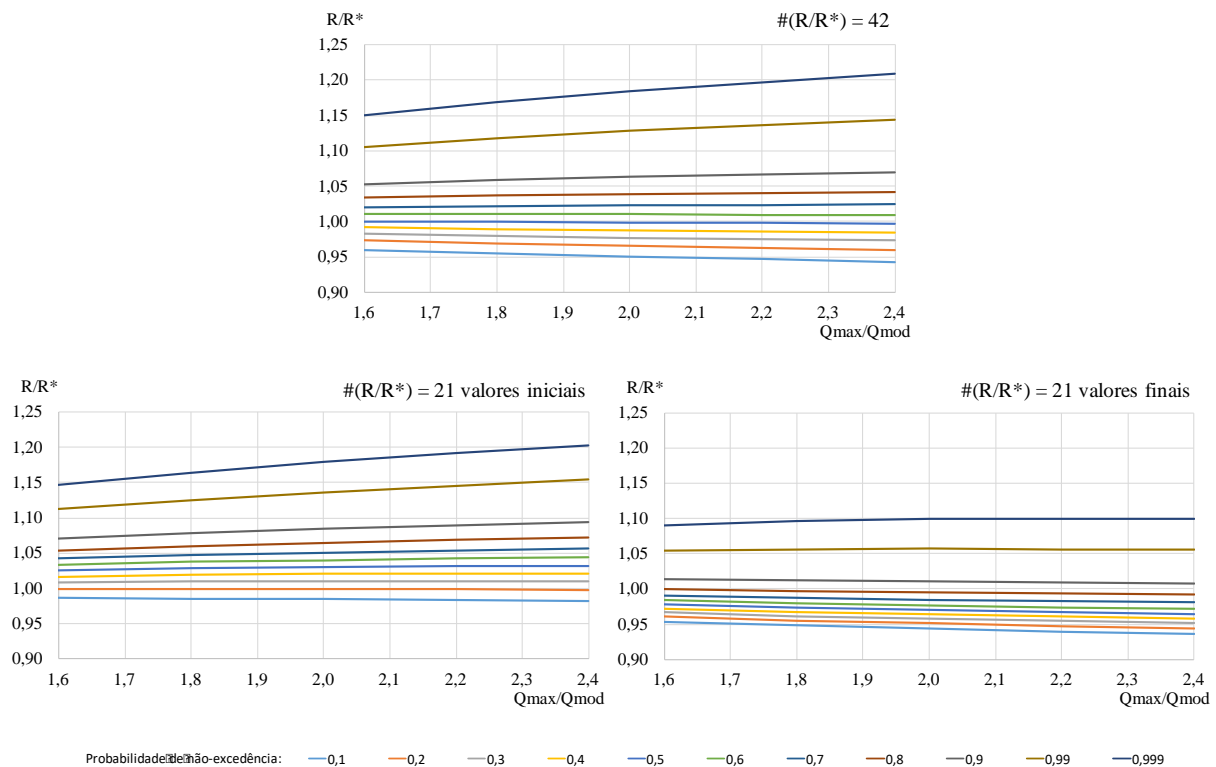 R/R*
#(R/R*) = 42
1,25
1,20
1,15
1,10
1,05
1,00
0,95
0,90
1,6 1,7 1,8 1,9 2,0 2,1 2,2 2,3 2,4
Qmax/Qmod
R/R*
#(R/R*) = 21 valores iniciais
1,25
1,20
1,15
1,10
1,05
1,00
0,95
0,90
1,6 1,7 1,8 1,9 2,0 2,1 2,2 2,3 2,4
Qmax/Qmod
R/R*
#(R/R*) = 21 valores finais
1,25
1,20
1,15
1,10
1,05
1,00
0,95
0,90
1,6 1,7 1,8 1,9 2,0 2,1 2,2 2,3 2,4
Qmax/Qmod
Probabilidade de não-excedência: 0,1 0,2 0,3 0,4 0,5 0,6 0,7 0,8 0,9 0,99 0,999